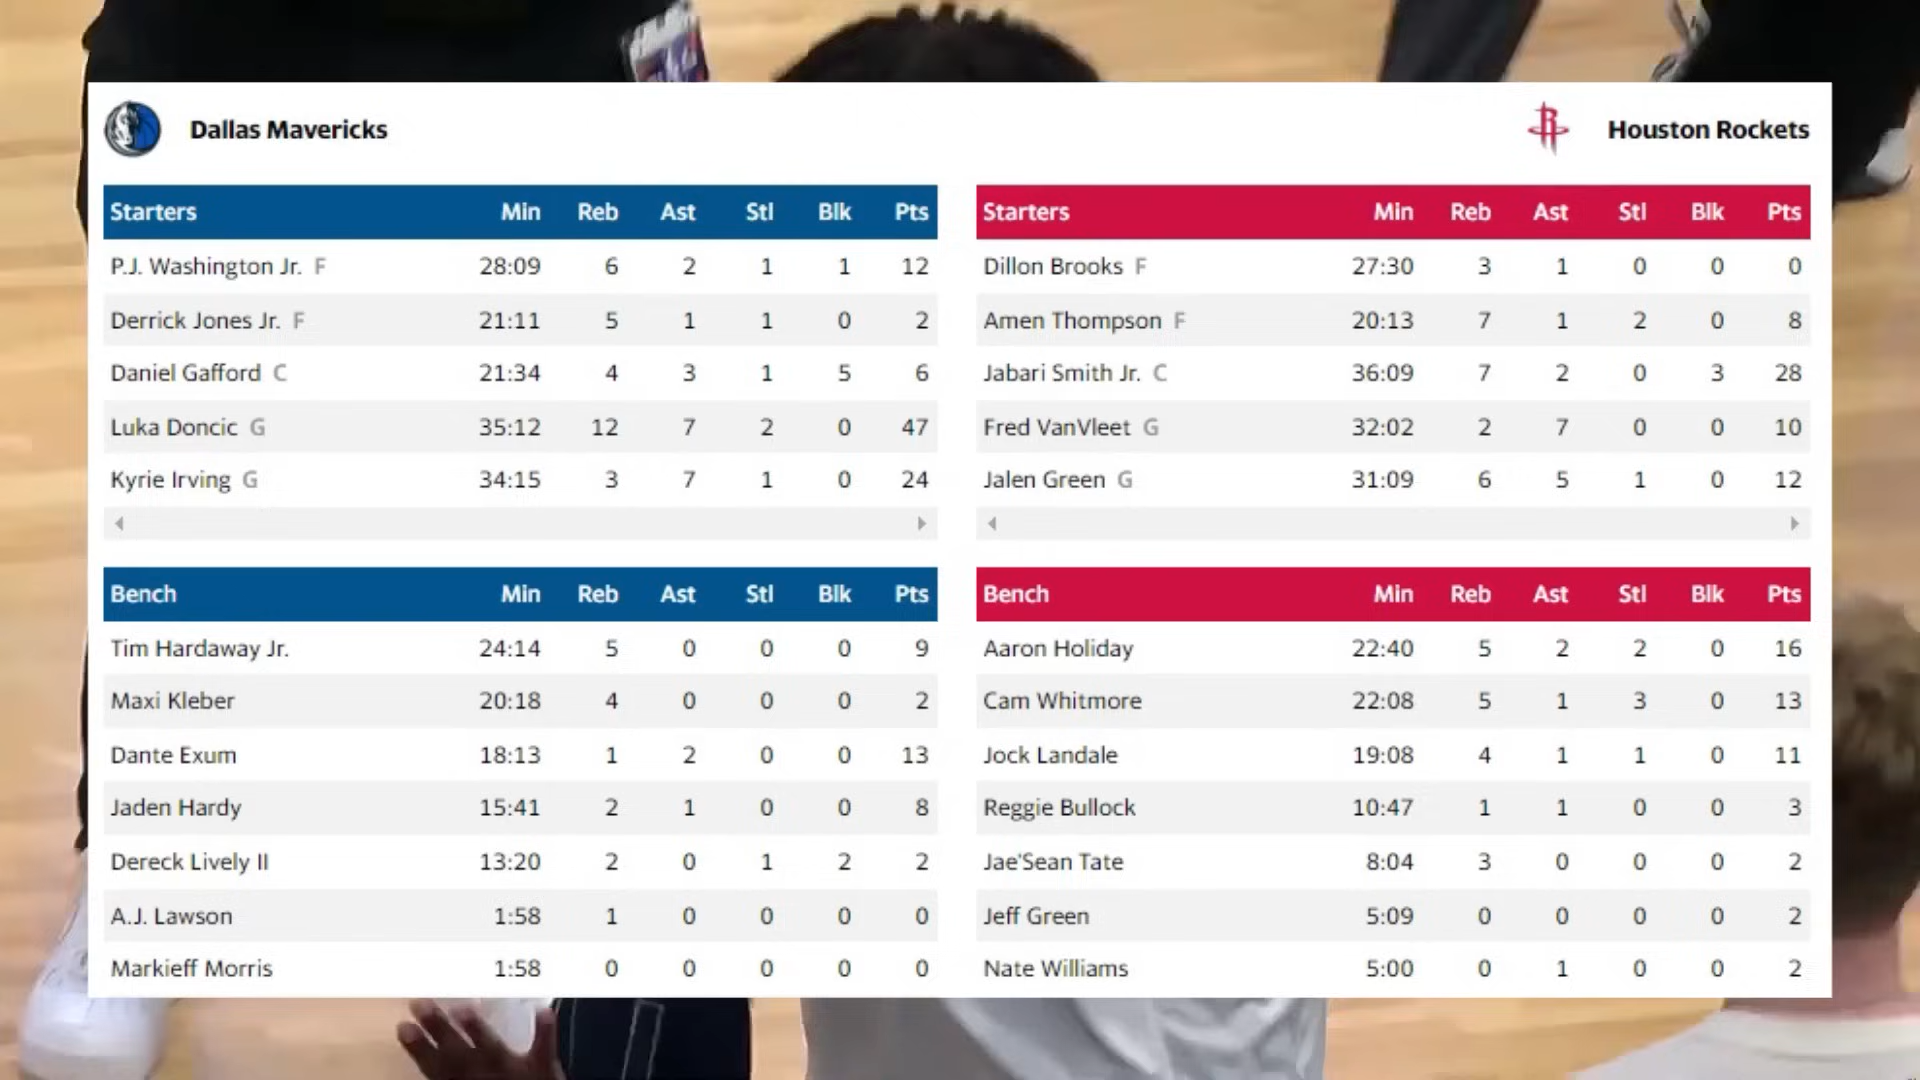 Dallas Mavericks
Houston Rockets
Starters Min Reb Ast Stl Blk Pts
P.J. Washington Jr. F 28:09 6 2 1 1 12
Derrick Jones Jr. F 21:11 5 1 1 0 2
Daniel Gafford C 21:34 4 3 1 5 6
Luka Doncic G 35:12 12 7 2 0 47
Kyrie Irving G 34:15 3 7 1 0 24
Bench Min Reb Ast Stl Blk Pts
Tim Hardaway Jr. 24:14 5 0 0 0 9
Maxi Kleber 20:18 4 0 0 0 2
Dante Exum 18:13 1 2 0 0 13
Jaden Hardy 15:41 2 1 0 0 8
Dereck Lively II 13:20 2 0 1 2 2
A.J. Lawson 1:58 1 0 0 0 0
Markieff Morris 1:58 0 0 0 0 0
Starters Min Reb Ast Stl Blk Pts
Dillon Brooks F 27:30 3 1 0 0 0
Amen Thompson F 20:13 7 1 2 0 8
Jabari Smith Jr. C 36:09 7 2 0 3 28
Fred VanVleet G 32:02 2 7 0 0 10
Jalen Green G 31:09 6 5 1 0 12
Bench Min Reb Ast Stl Blk Pts
Aaron Holiday 22:40 5 2 2 0 16
Cam Whitmore 22:08 5 1 3 0 13
Jock Landale 19:08 4 1 1 0 11
Reggie Bullock 10:47 1 1 0 0 3
Jae'Sean Tate 8:04 3 0 0 0 2
Jeff Green 5:09 0 0 0 0 2
Nate Williams 5:00 0 1 0 0 2